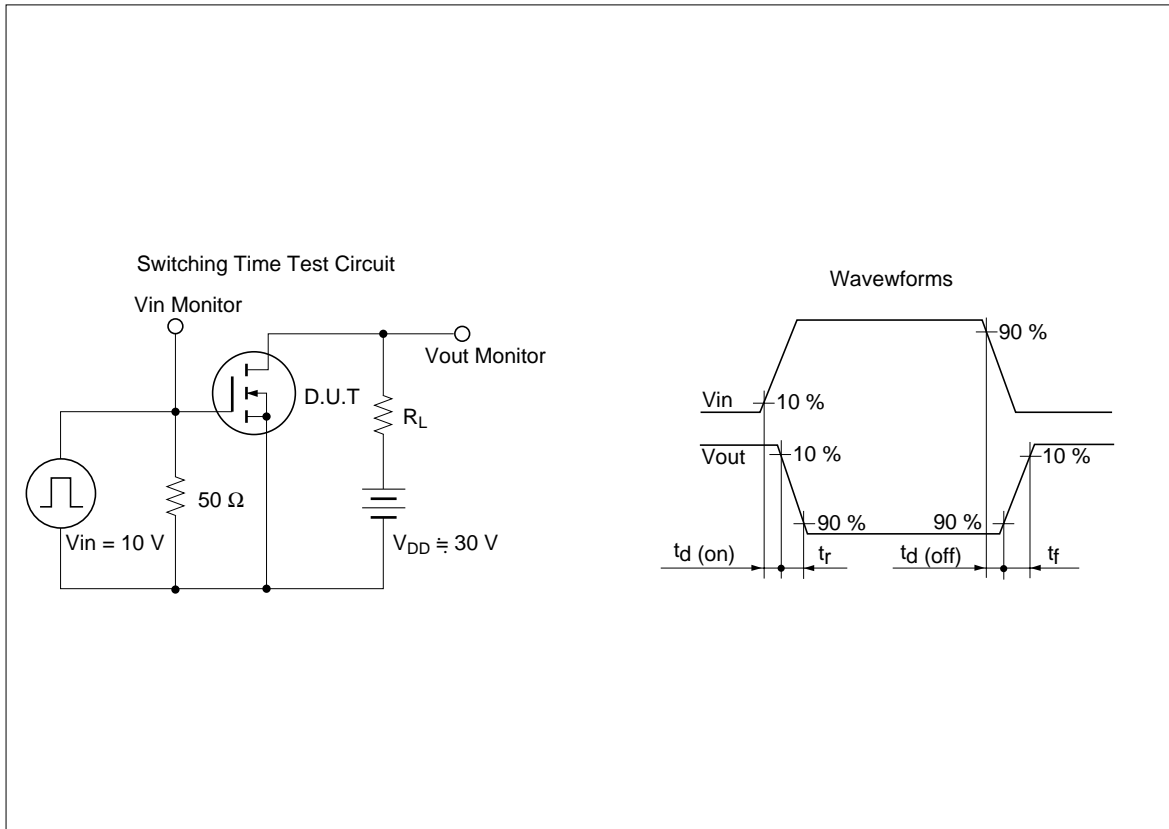 Switching Time Test Circuit
Vin Monitor
Vout Monitor
D.U.T
RL
50 Ω
Vin = 10 V
VDD ≒ 30 V
Wavewforms
90 %
Vin
10 %
Vout
10 %
10 %
90 %
90 %
td (on)
tr
td (off)
tf